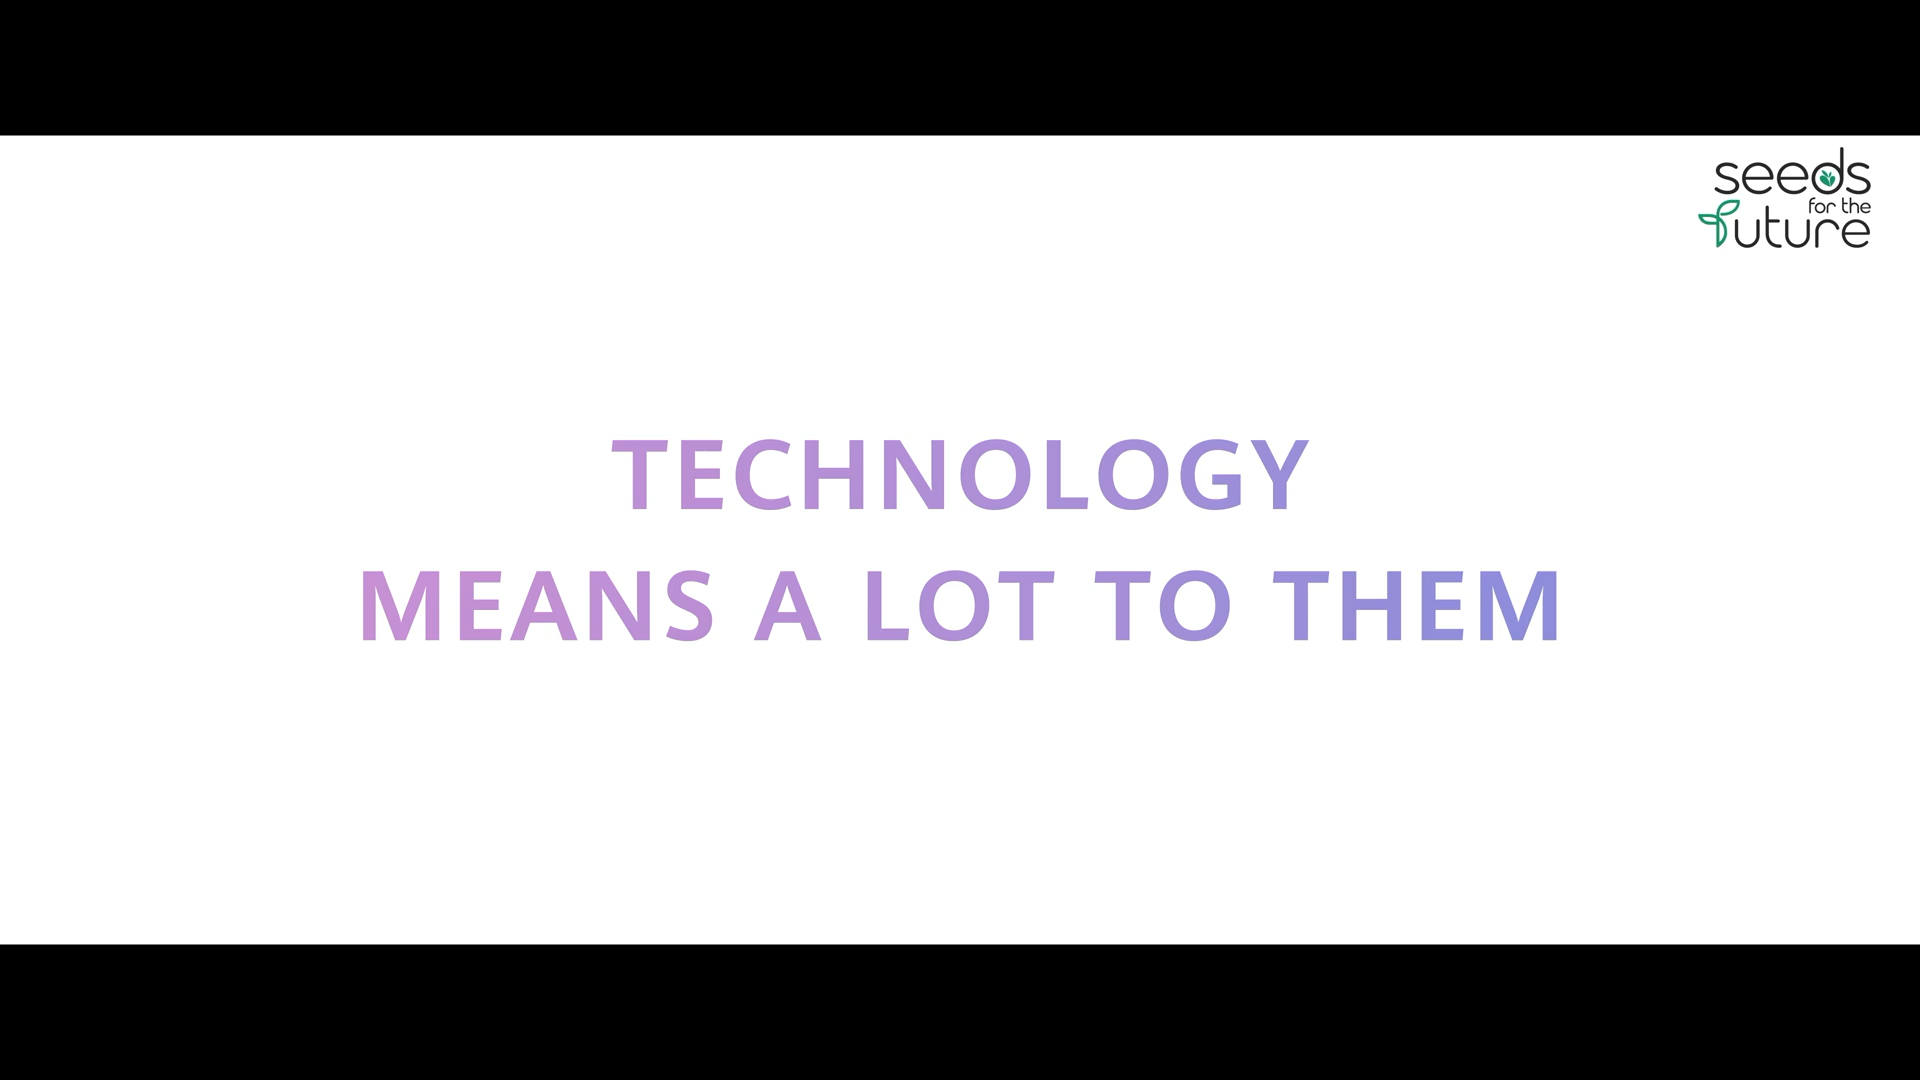 seeds
for the
future
TECHNOLOGY
MEANS A LOT TO THEM